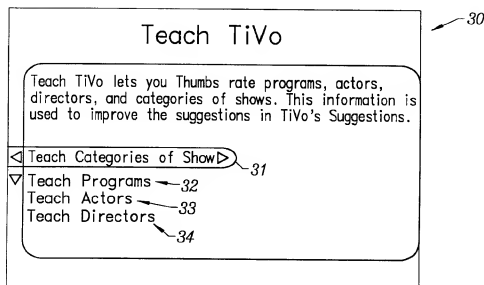 Teach TiVo
30
Teach TiVo lets you Thumbs rate programs, actors,
directors, and categories of shows. This information is
used to improve the suggestions in TiVo's Suggestions.
Teach Categories of Show
31
Teach Programs 32
Teach Actors 33
Teach Directors
34